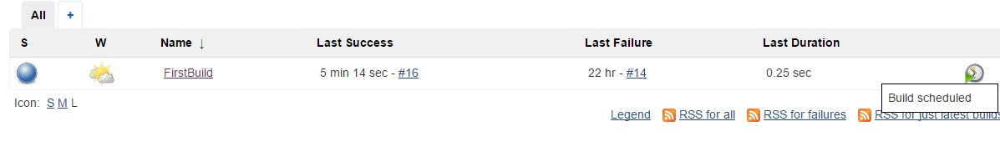 All +
S W Name ↓ Last Success Last Failure Last Duration
FirstBuild 5 min 14 sec - #16 22 hr - #14 0.25 sec
Build scheduled
Icon: S M L
Legend RSS for all RSS for failures RSS for just latest builds